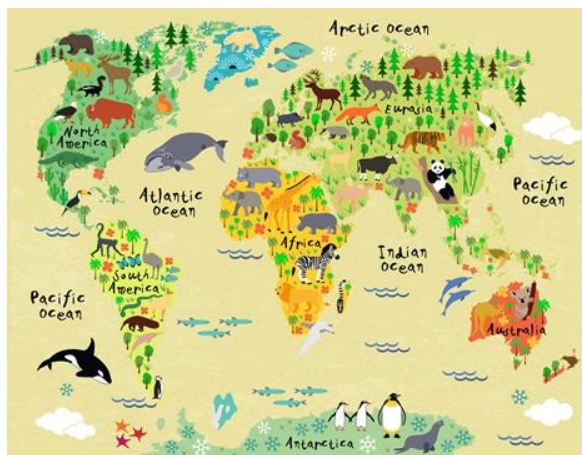 Arctic Ocean
Eurasia
North
America
Atlantic
Ocean
Pacific
Ocean
Africa
Indian
Ocean
South
America
Pacific
Ocean
Australia
Antarctica